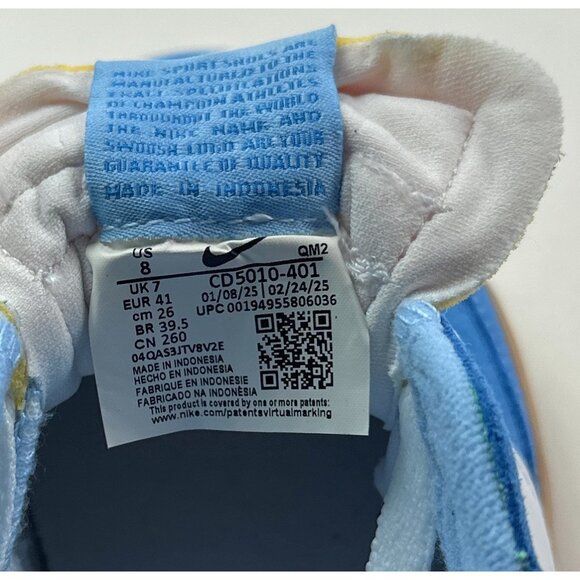 NIKE SPORT SHOES ARE
MANUFACTURED TO THE
EXACT SPECIFICATIONS
OF CHAMPION ATHLETES
THROUGHOUT THE WORLD
THE NIKE NAME AND
SWOOSH LOGO ARE YOUR
GUARANTEE OF QUALITY
MADE IN INDONESIA
US
8 QM2
UK 7 CD5010-401
EUR 41 01/08/25 | 02/24/25
cm 26 UPC 00194955806036
BR 39.5
CN 260
04QAS3JTV8V2E
MADE IN INDONESIA
HECHO EN INDONESIA
FABRIQUE EN INDONESIE
FABRICADO NA INDONÉSIA
This product is covered by one or more patents:
www.nike.com/patentsvirtualmarking